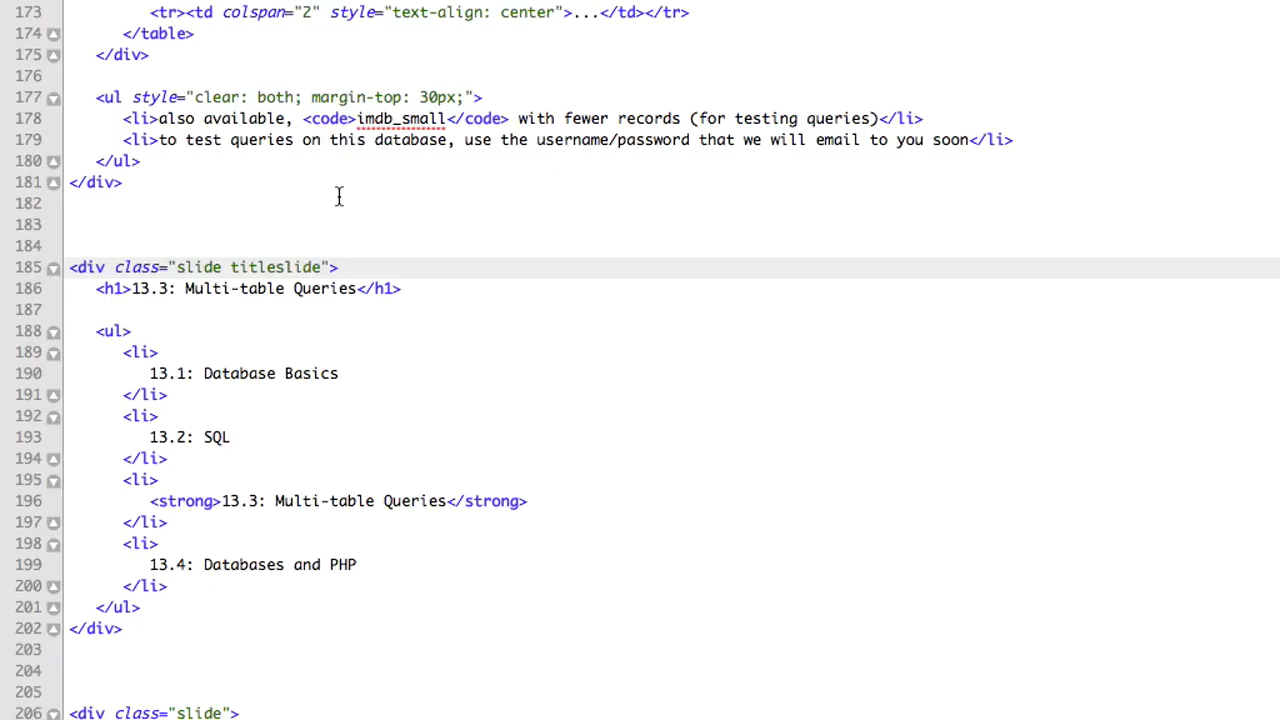 173         <tr><td colspan="2" style="text-align: center">...</td></tr>
174      </table>
175   </div>
176
177   <ul style="clear: both; margin-top: 30px;">
178      <li>also available, <code>imdb_small</code> with fewer records (for testing queries)</li>
179      <li>to test queries on this database, use the username/password that we will email to you soon</li>
180   </ul>
181 </div>
182
183
184
185 <div class="slide titleslide">
186   <h1>13.3: Multi-table Queries</h1>
187
188   <ul>
189      <li>
190         13.1: Database Basics
191      </li>
192      <li>
193         13.2: SQL
194      </li>
195      <li>
196         <strong>13.3: Multi-table Queries</strong>
197      </li>
198      <li>
199         13.4: Databases and PHP
200      </li>
201   </ul>
202 </div>
203
204
205
206 <div class="slide">